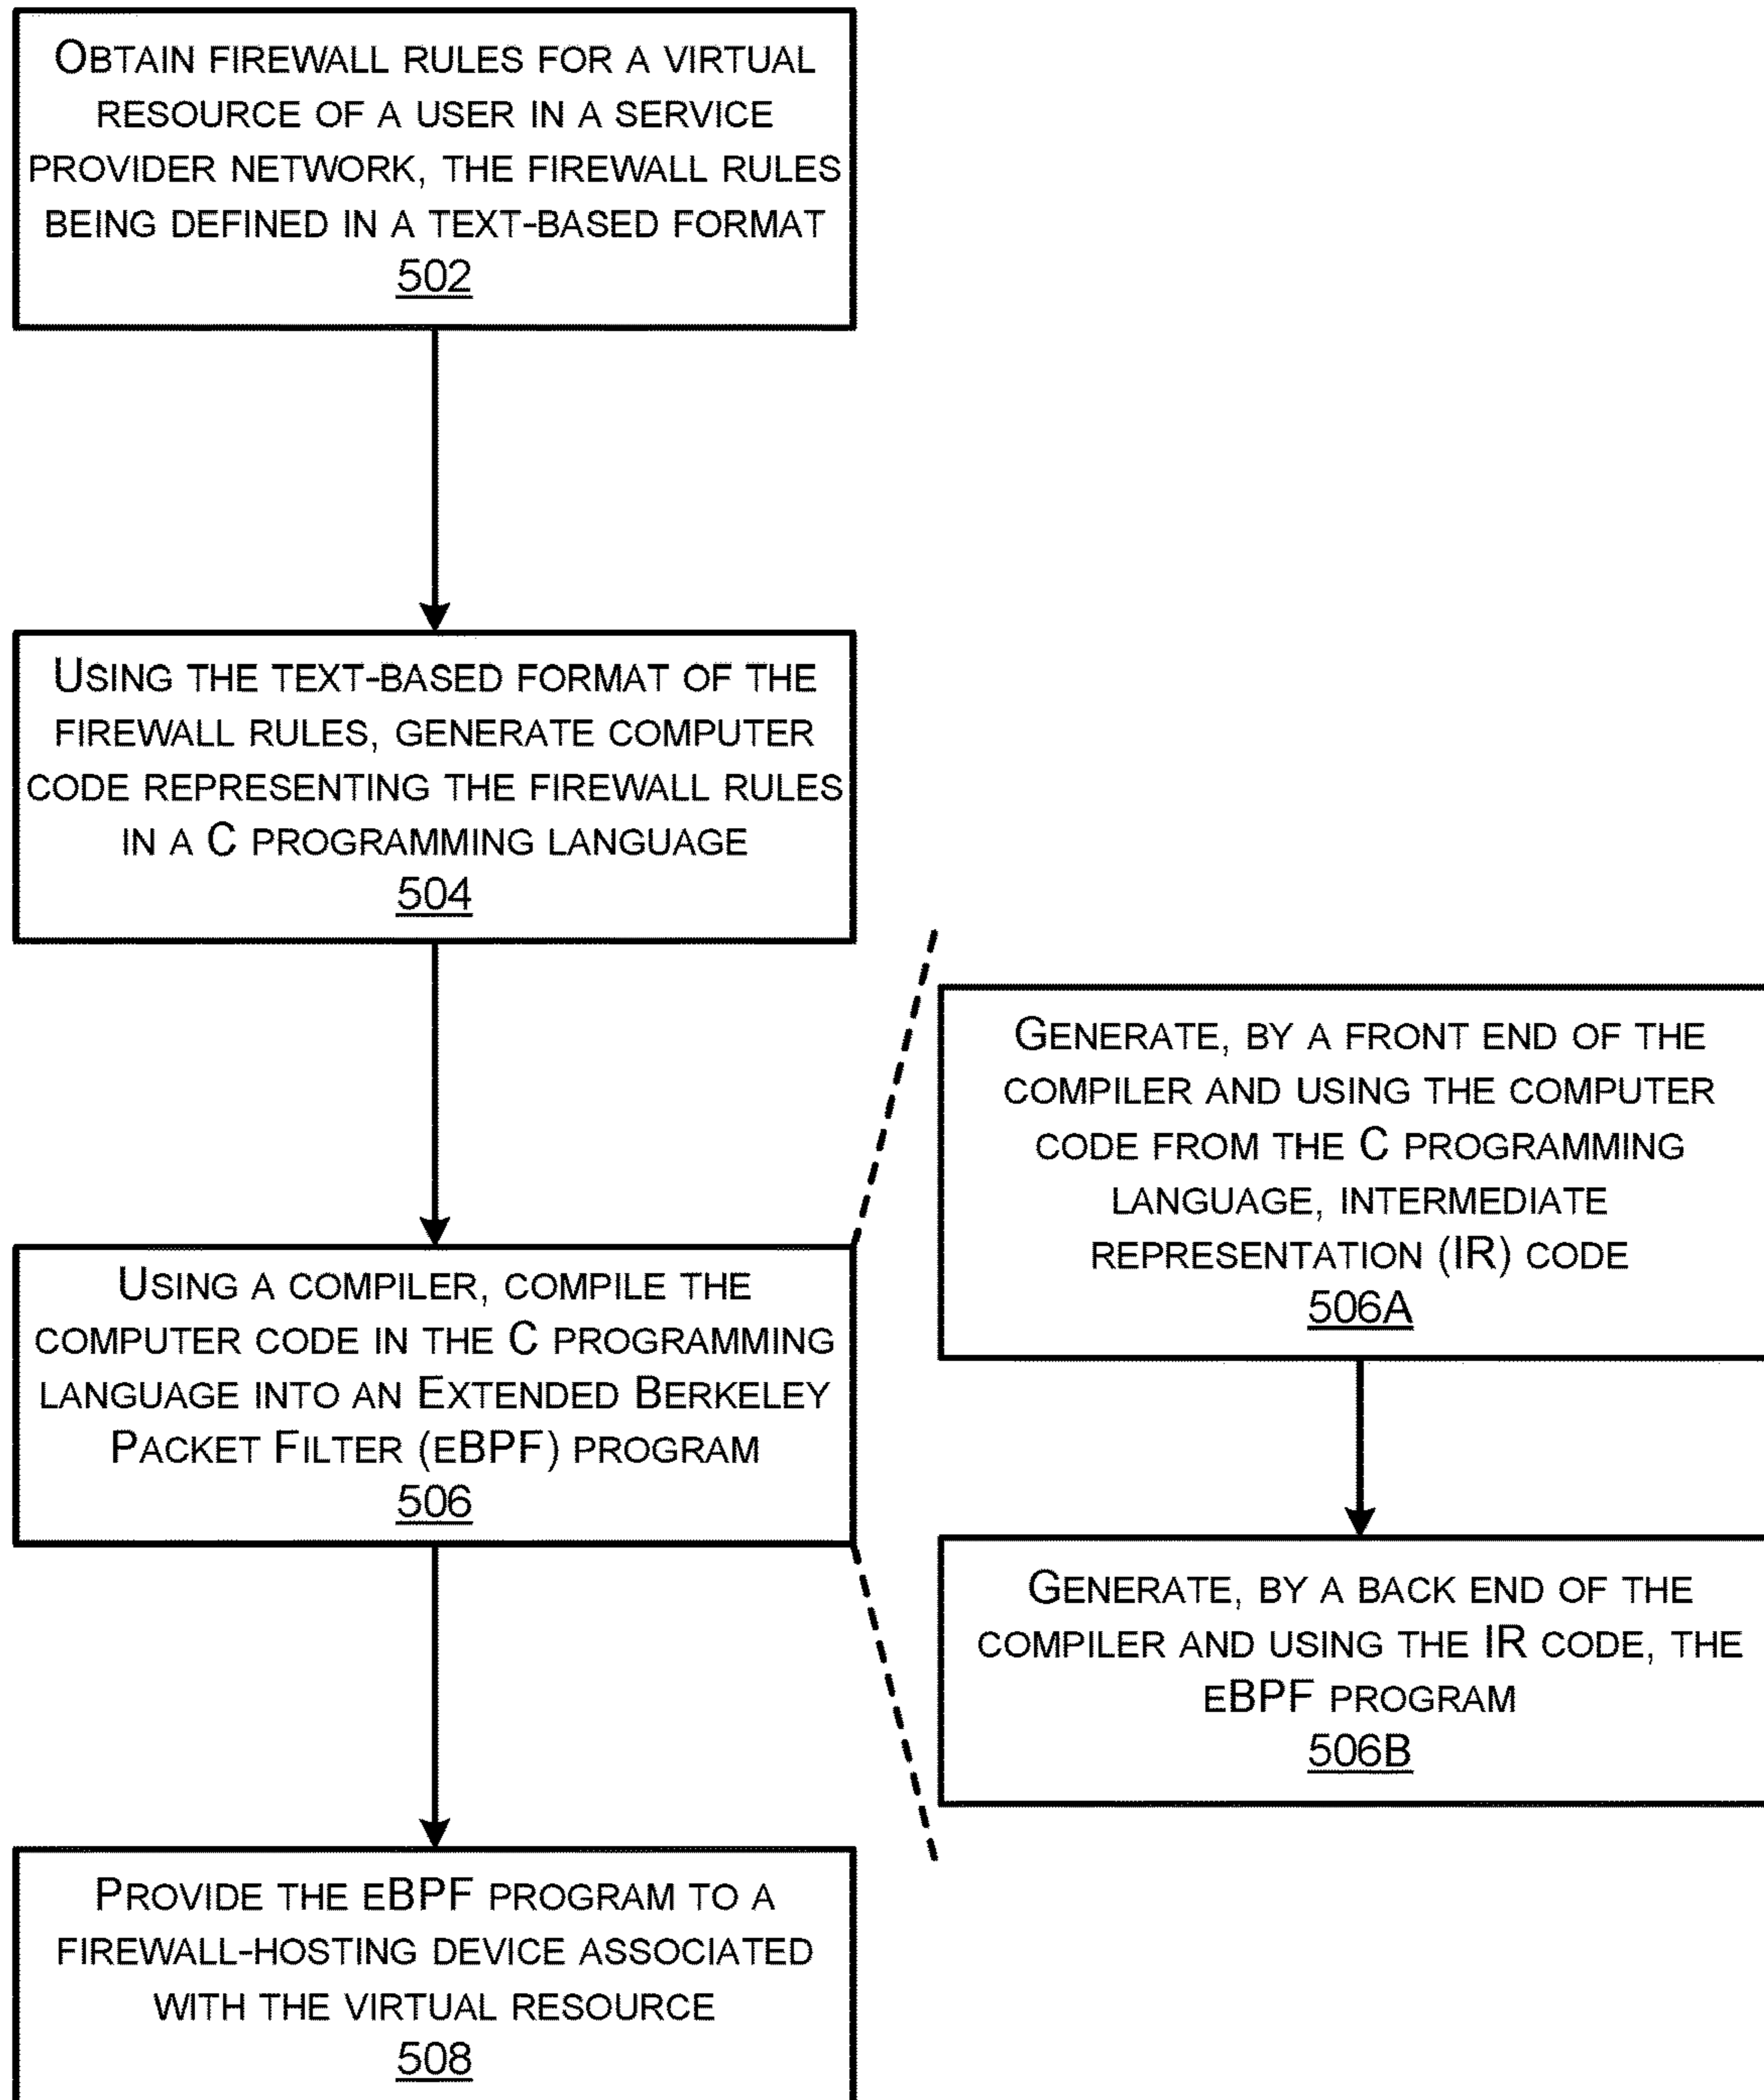 OBTAIN FIREWALL RULES FOR A VIRTUAL
RESOURCE OF A USER IN A SERVICE
PROVIDER NETWORK, THE FIREWALL RULES
BEING DEFINED IN A TEXT-BASED FORMAT
502
USING THE TEXT-BASED FORMAT OF THE
FIREWALL RULES, GENERATE COMPUTER
CODE REPRESENTING THE FIREWALL RULES
IN A C PROGRAMMING LANGUAGE
504
USING A COMPILER, COMPILE THE
COMPUTER CODE IN THE C PROGRAMMING
LANGUAGE INTO AN EXTENDED BERKELEY
PACKET FILTER (EBPF) PROGRAM
506
GENERATE, BY A FRONT END OF THE
COMPILER AND USING THE COMPUTER
CODE FROM THE C PROGRAMMING
LANGUAGE, INTERMEDIATE
REPRESENTATION (IR) CODE
506A
GENERATE, BY A BACK END OF THE
COMPILER AND USING THE IR CODE, THE
EBPF PROGRAM
506B
PROVIDE THE EBPF PROGRAM TO A
FIREWALL-HOSTING DEVICE ASSOCIATED
WITH THE VIRTUAL RESOURCE
508